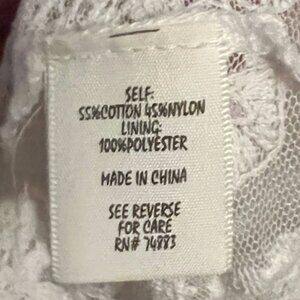 SELF:
55%COTTON 45%NYLON
LINING:
100%POLYESTER
MADE IN CHINA
SEE REVERSE
FOR CARE
RN# 74883